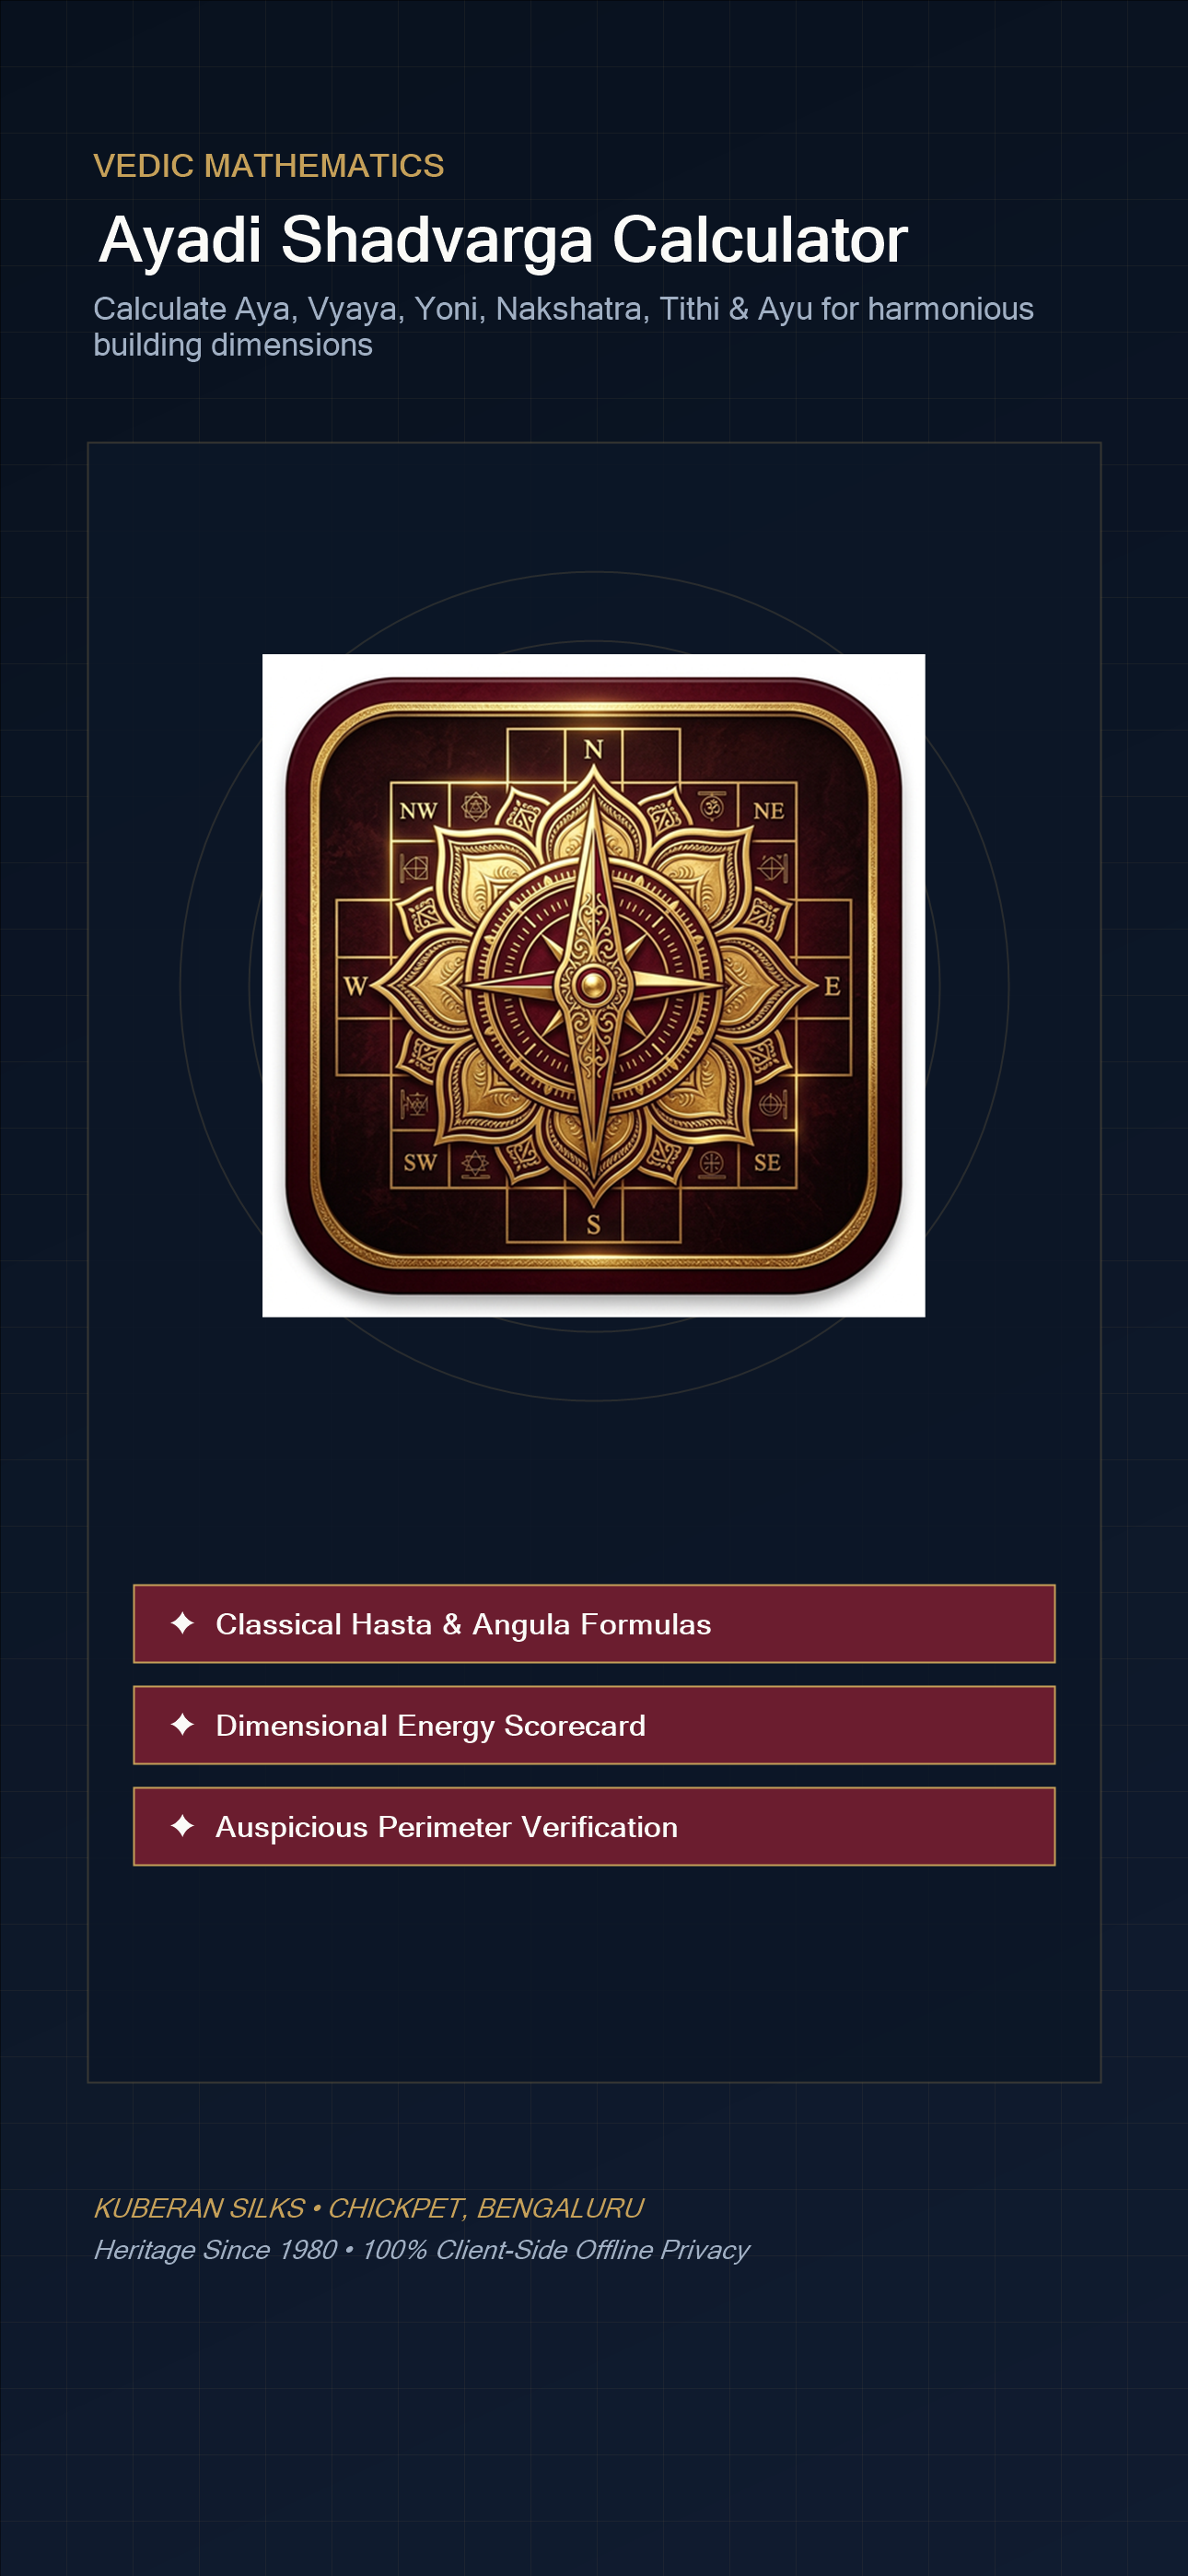 VEDIC MATHEMATICS
Ayadi Shadvarga Calculator
Calculate Aya, Vyaya, Yoni, Nakshatra, Tithi & Ayu for harmonious
building dimensions
N
NW
NE
W
E
SW
SE
S
✦ Classical Hasta & Angula Formulas
✦ Dimensional Energy Scorecard
✦ Auspicious Perimeter Verification
KUBERAN SILKS • CHICKPET, BENGALURU
Heritage Since 1980 • 100% Client-Side Offline Privacy